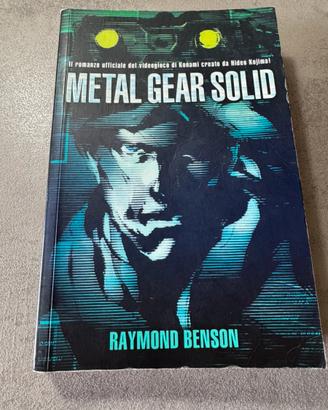 Il romanzo ufficiale del videogioco di Konami creato da Hideo Kojima!
METAL GEAR SOLID
RAYMOND BENSON